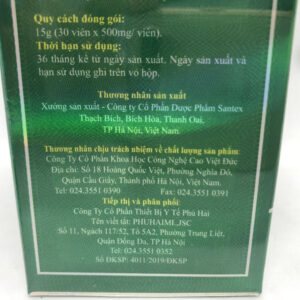 Quy cách đóng gói:
15g (30 viên x 500mg/ viên).
Thời hạn sử dụng:
36 tháng kể từ ngày sản xuất. Ngày sản xuất và
hạn sử dụng ghi trên vỏ hộp.
Thương nhân sản xuất
Xưởng sản xuất - Công ty Cổ Phần Dược Phẩm Santex
Thạch Bích, Bích Hòa, Thanh Oai,
TP Hà Nội, Việt Nam.
Thương nhân chịu trách nhiệm về chất lượng sản phẩm:
Công Ty Cổ Phần Khoa Học Công Nghệ Cao Việt Đức
Địa chỉ: Số 18 Hoàng Quốc Việt, Phường Nghĩa Đô,
Quận Cầu Giấy, Thành phố Hà Nội, Việt Nam.
Tel: 024.3551 0390 Fax: 024.3551 0391
Tiếp thị và phân phối:
Công Ty Cổ Phần Thiết Bị Y Tế Phú Hải
Tên viết tắt: PHUHAIMI.,JSC
Số 11, Ngách 117/52, Tổ 5A2, Phường Trung Liệt,
Quận Đống Đa, TP Hà Nội
Tel: 024.3551 0352
Số ĐKSP: 4011/2019/ĐKSP